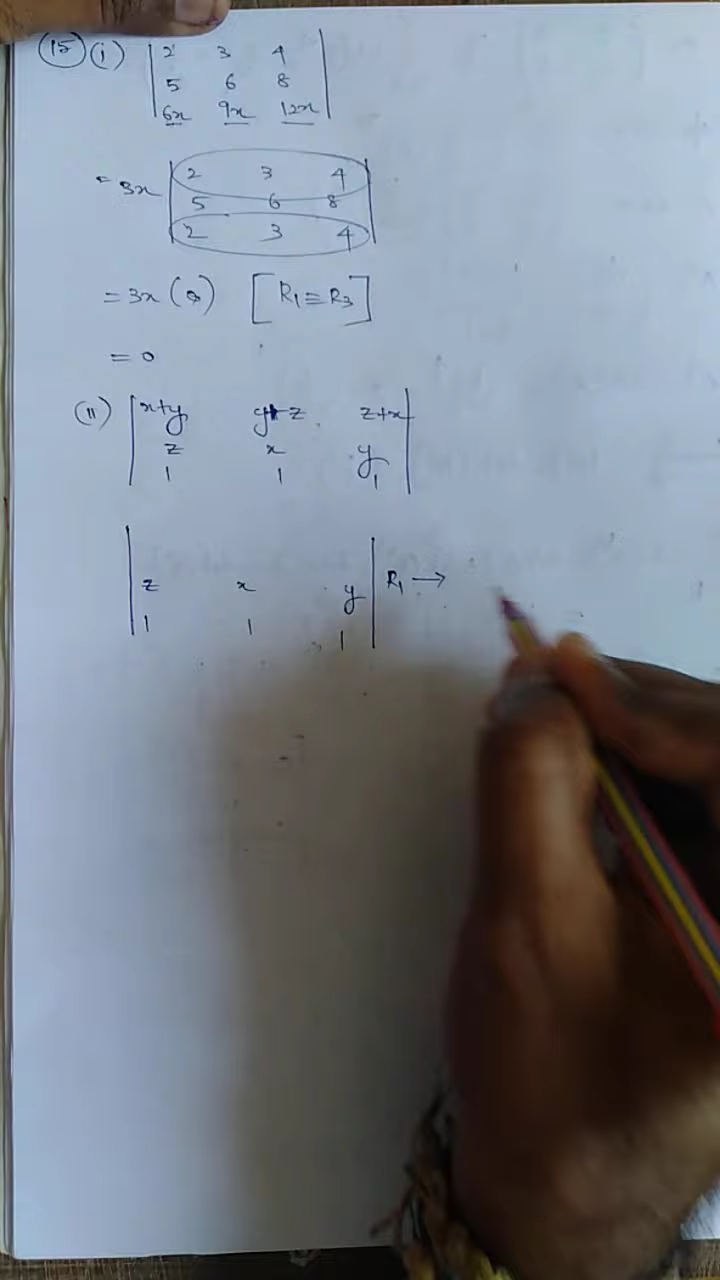 (15) (i) | 2 3 4 |
| 5 6 8 |
| 6x 9x 12x |
= 3x | 2 3 4 |
| 5 6 8 |
| 2 3 4 |
= 3x (0) [R₁ ≡ R₃]
= 0
(ii) | x+y y+z z+x |
| z x y |
| 1 1 1 |
| z x y | R₁ →
| 1 1 1 |